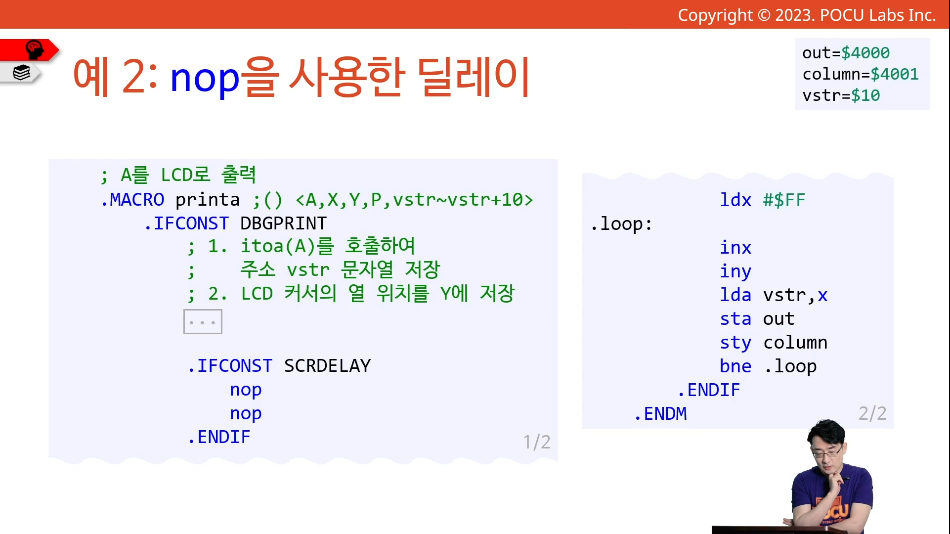 Copyright © 2023. POCU Labs Inc.
예 2: nop을 사용한 딜레이
out=$4000
column=$4001
vstr=$10
; A를 LCD로 출력
.MACRO printa ;() <A,X,Y,P,vstr~vstr+10>
.IFCONST DBGPRINT
; 1. itoa(A)를 호출하여
;    주소 vstr 문자열 저장
; 2. LCD 커서의 열 위치를 Y에 저장
...
.IFCONST SCRDELAY
nop
nop
.ENDIF
1/2
ldx #$FF
.loop:
inx
iny
lda vstr,x
sta out
sty column
bne .loop
.ENDIF
.ENDM
2/2